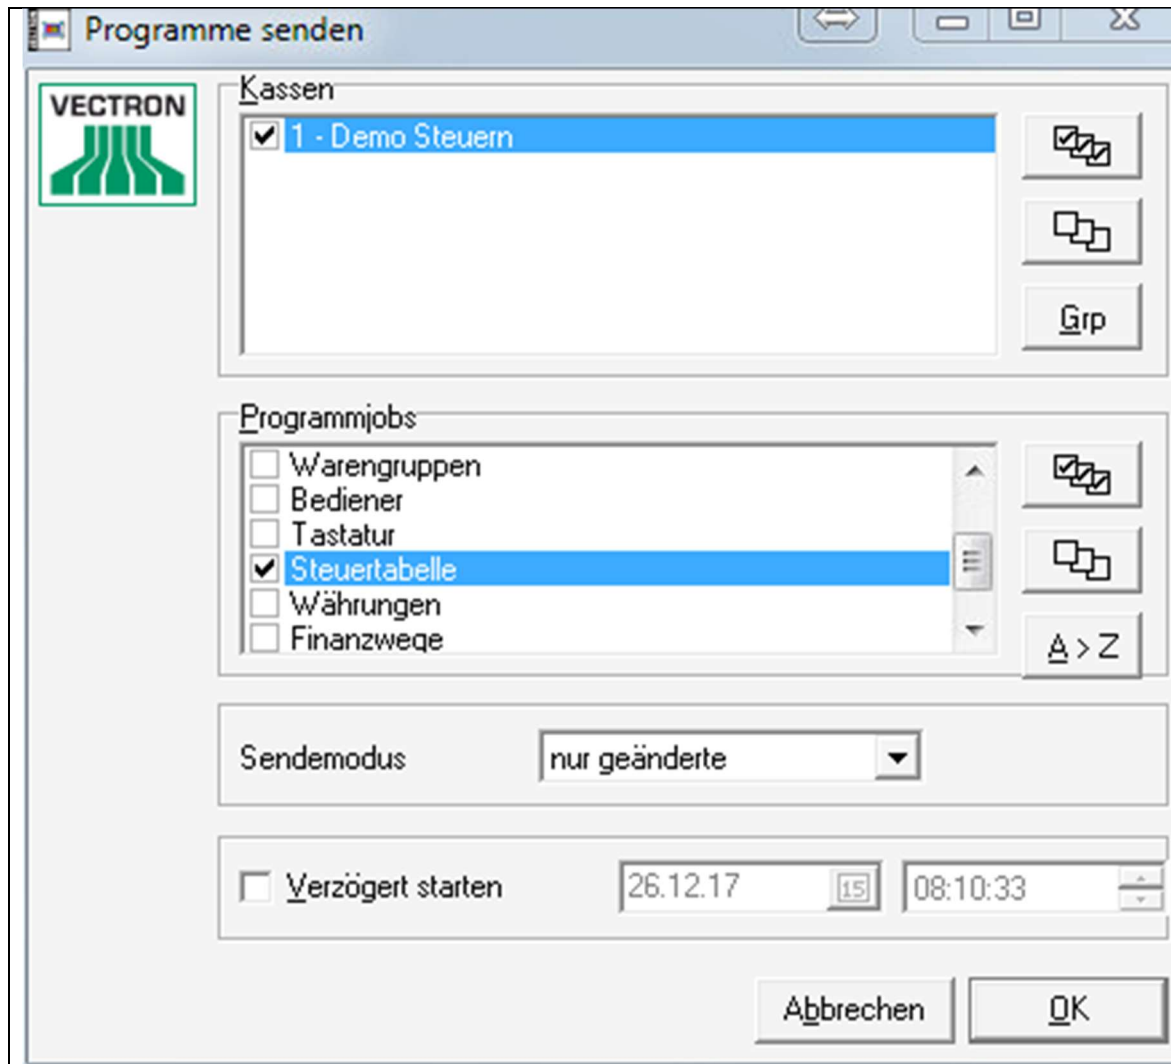 Programme senden
VECTRON
Kassen
1 - Demo Steuern
Grp
Programmjobs
Warengruppen
Bediener
Tastatur
Steuertabelle
Währungen
Finanzwege
A > Z
Sendemodus
nur geänderte
Verzögert starten
26.12.17
15
08:10:33
Abbrechen
OK